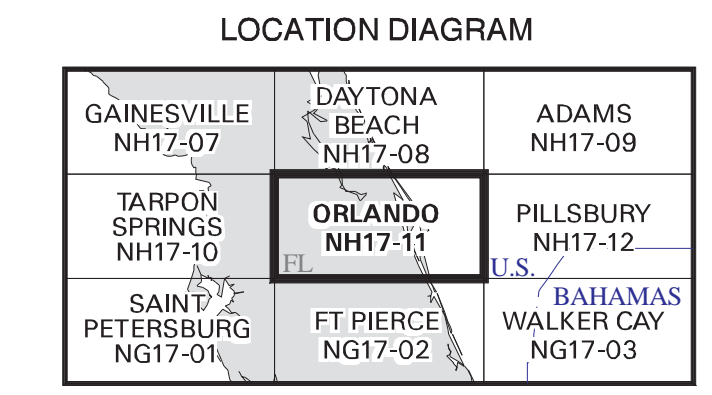 LOCATION DIAGRAM
GAINESVILLE
NH17-07
DAYTONA
BEACH
NH17-08
ADAMS
NH17-09
TARPON
SPRINGS
NH17-10
ORLANDO
NH17-11
FL
PILLSBURY
NH17-12
U.S.
BAHAMAS
SAINT
PETERSBURG
NG17-01
FT PIERCE
NG17-02
WALKER CAY
NG17-03